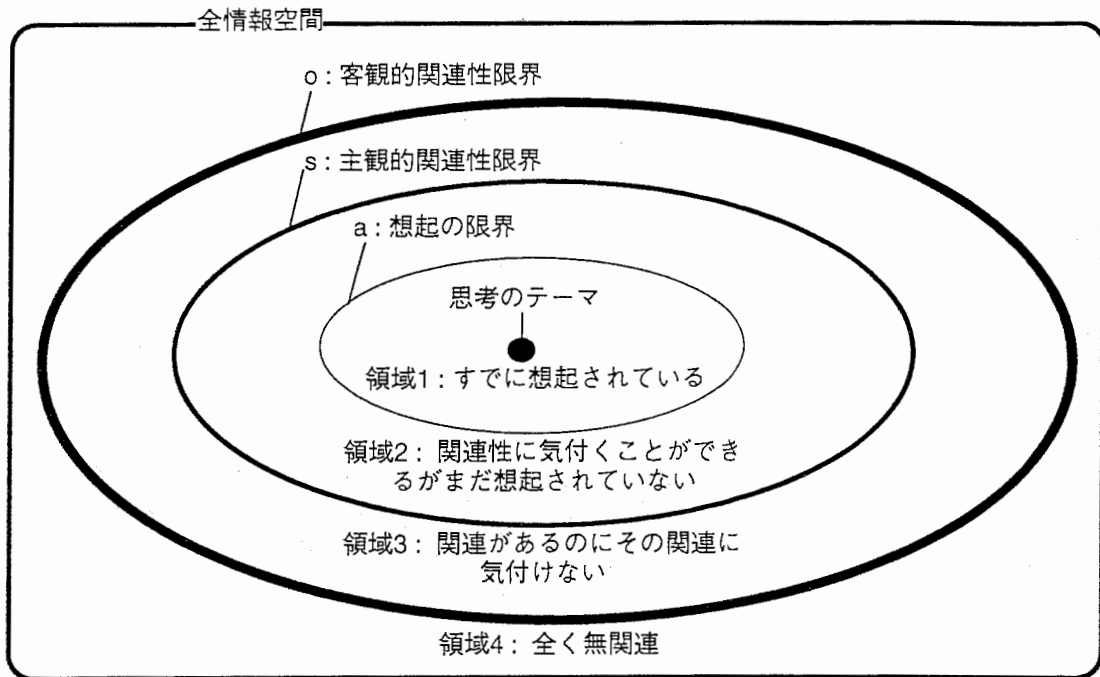 全情報空間
o：客観的関連性限界
s：主観的関連性限界
a：想起の限界
思考のテーマ
領域1：すでに想起されている
領域2：関連性に気付くことができ
るがまだ想起されていない
領域3：関連があるのにその関連に
気付けない
領域4：全く無関連